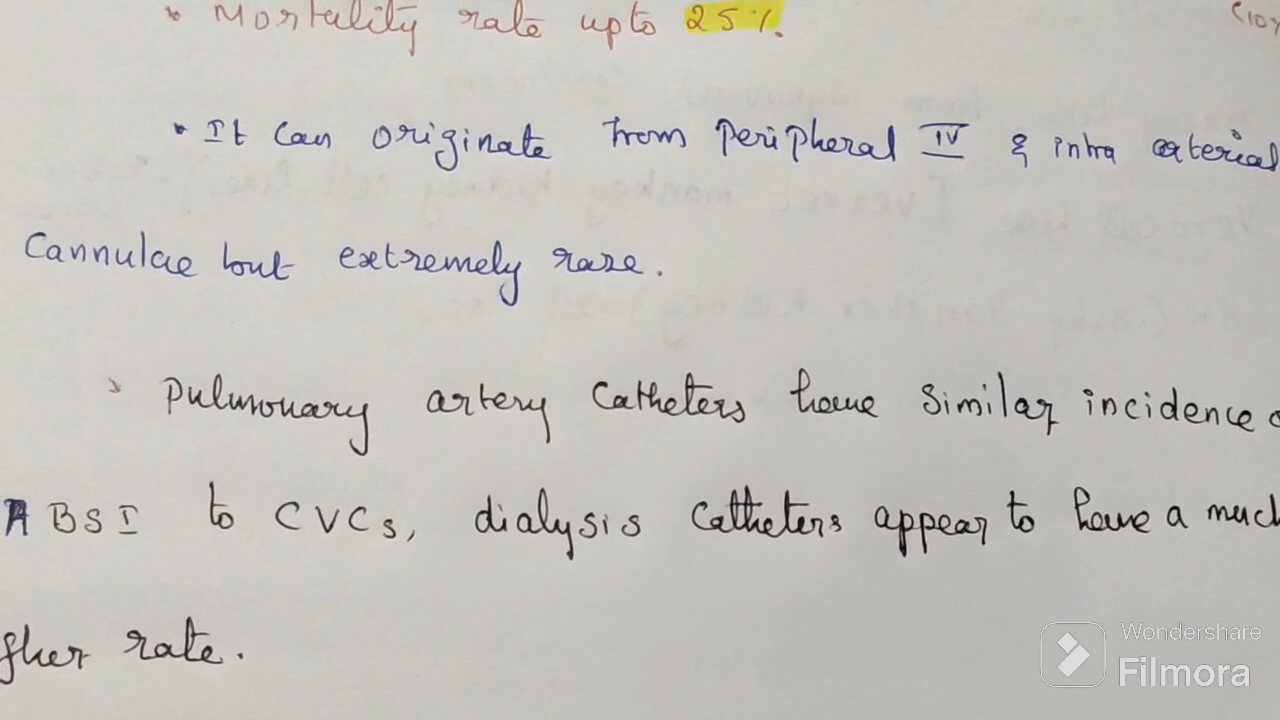 Mortality rate upto 25%.
It can originate from Peripheral IV & intra arterial
Cannulae but extremely rare.
Pulmonary artery Catheters have Similar incidence
ABSI to CVCs, dialysis Catheters appear to have a much
rate.
Wondershare
Filmora